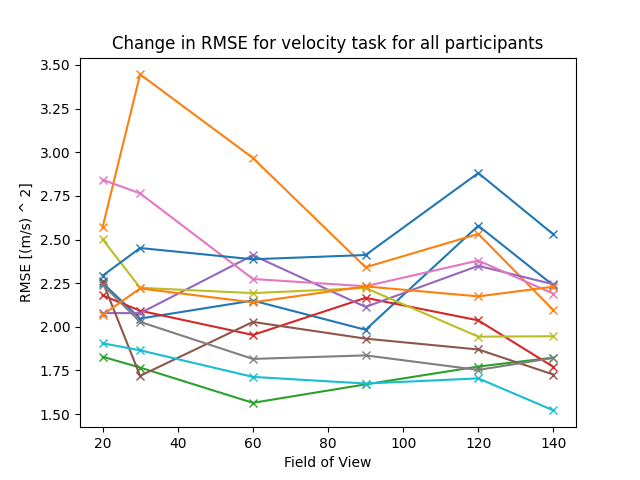 Change in RMSE for velocity task for all participants
3.50
3.25
3.00
2.75
2.50
2.25
2.00
1.75
1.50
RMSE [(m/s) ^ 2]
20 40 60 80 100 120 140
Field of View